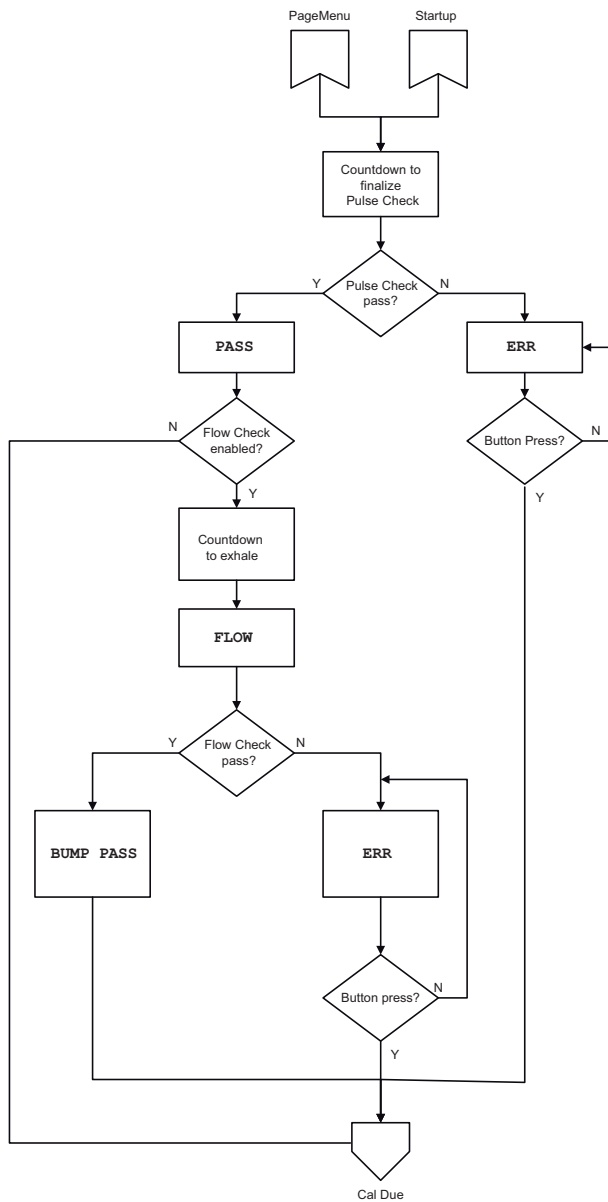 PageMenu
Startup
Countdown to
finalize
Pulse Check
Y
Pulse Check
pass?
N
PASS
ERR
N
Flow Check
enabled?
Button Press?
N
Y
Y
Countdown
to exhale
FLOW
Y
Flow Check
pass?
N
BUMP PASS
ERR
Button press?
N
Y
Cal Due